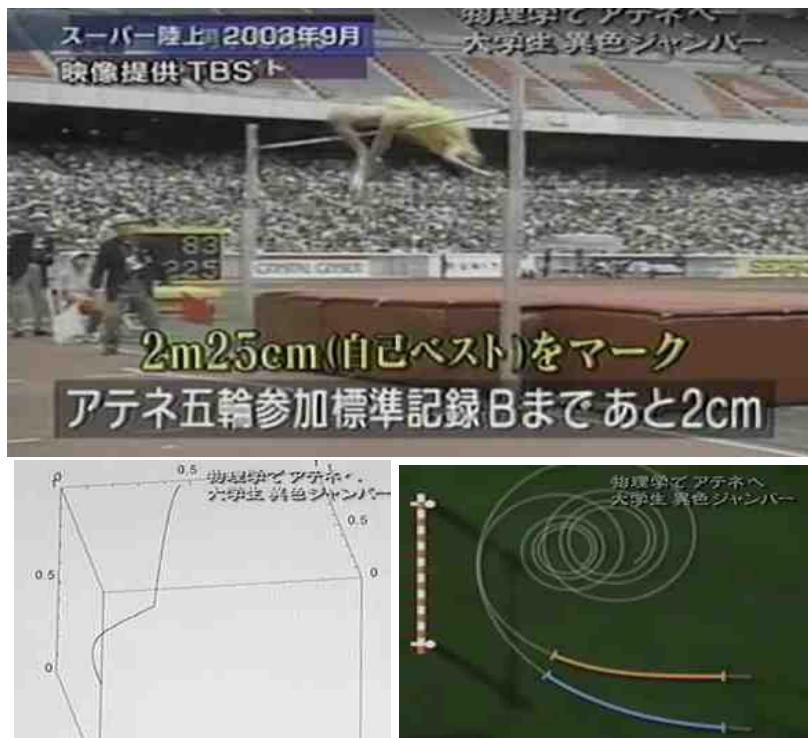 スーパー陸上 2003年9月
映像提供 TBS
物理学で アテネへ
大学生 異色ジャンパー
83
225
CRYSTAL GEYSER
2m25cm(自己ベスト)をマーク
アテネ五輪参加標準記録Bまで あと2cm
0
0.5
1
物理学で アテネへ
大学生 異色ジャンパー
0.5
0
0.5
0
物理学で アテネへ
大学生 異色ジャンパー